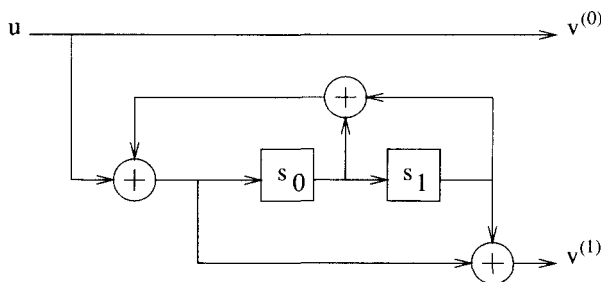 u v(0)
+
+ s0 s1
+ v(1)